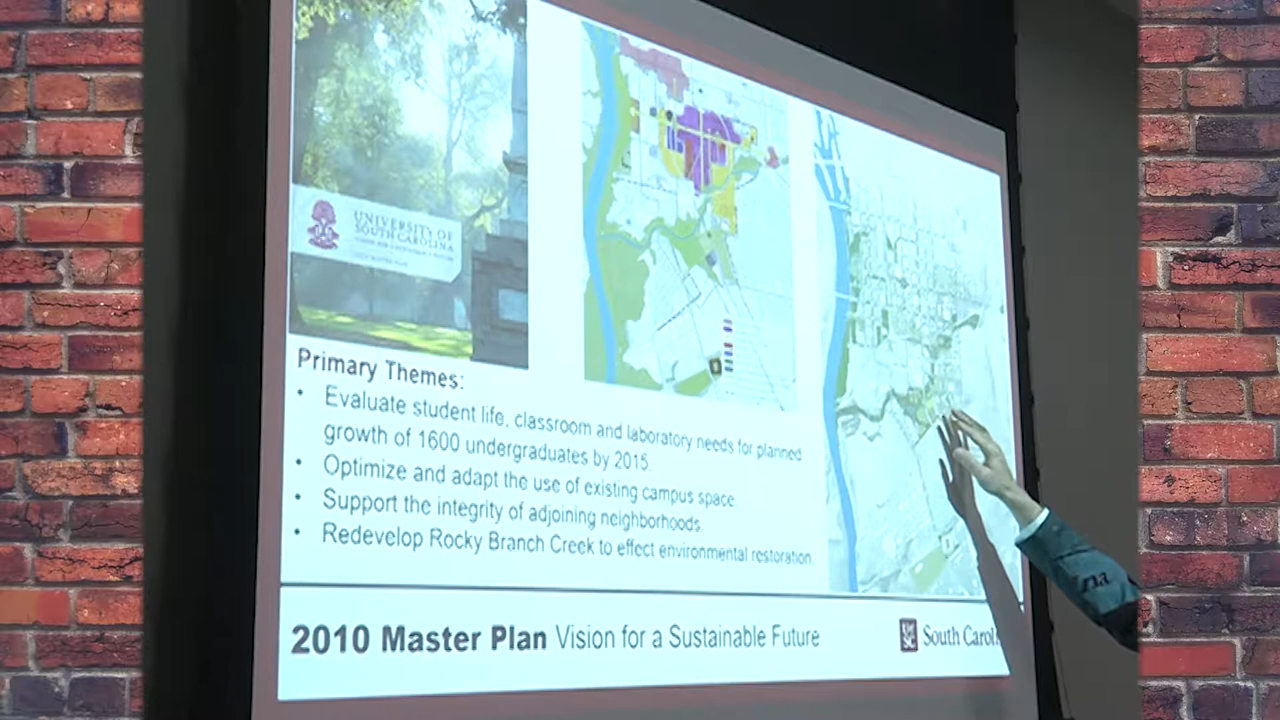 UNIVERSITY OF
SOUTH CAROLINA
Primary Themes:
• Evaluate student life, classroom and laboratory needs for planned
growth of 1600 undergraduates by 2015.
• Optimize and adapt the use of existing campus space
• Support the integrity of adjoining neighborhoods
• Redevelop Rocky Branch Creek to effect environmental restoration.
2010 Master Plan Vision for a Sustainable Future
South Carol